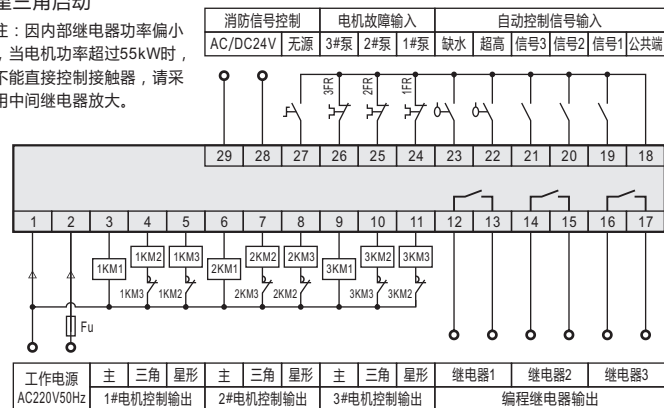 星三角启动
注：因内部继电器功率偏小
，当电机功率超过55kW时，
不能直接控制接触器，请采
用中间继电器放大。
消防信号控制 电机故障输入 自动控制信号输入
AC/DC24V 无源 3#泵 2#泵 1#泵 缺水 超高 信号3 信号2 信号1 公共端
3FR 2FR 1FR
29 28 27 26 25 24 23 22 21 20 19 18
1 2 3 4 5 6 7 8 9 10 11 12 13 14 15 16 17
1KM1 1KM2 1KM3 2KM1 2KM2 2KM3 3KM1 3KM2 3KM3
1KM3 1KM2 2KM3 2KM2 3KM3 3KM2
Fu
工作电源 主 三角 星形 主 三角 星形 主 三角 星形 继电器1 继电器2 继电器3
AC220V50Hz 1#电机控制输出 2#电机控制输出 3#电机控制输出 编程继电器输出